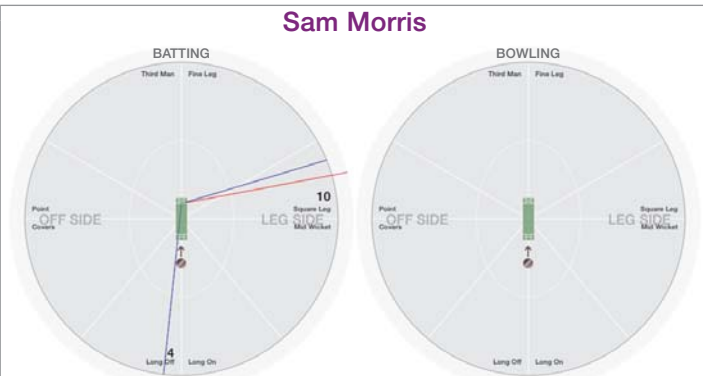 Sam Morris
BATTING
Third Man Fine Leg
10
Point Square Leg
OFF SIDE LEG SIDE
Covers Mid Wicket
4
Long Off Long On
BOWLING
Third Man Fine Leg
Point Square Leg
OFF SIDE LEG SIDE
Covers Mid Wicket
Long Off Long On